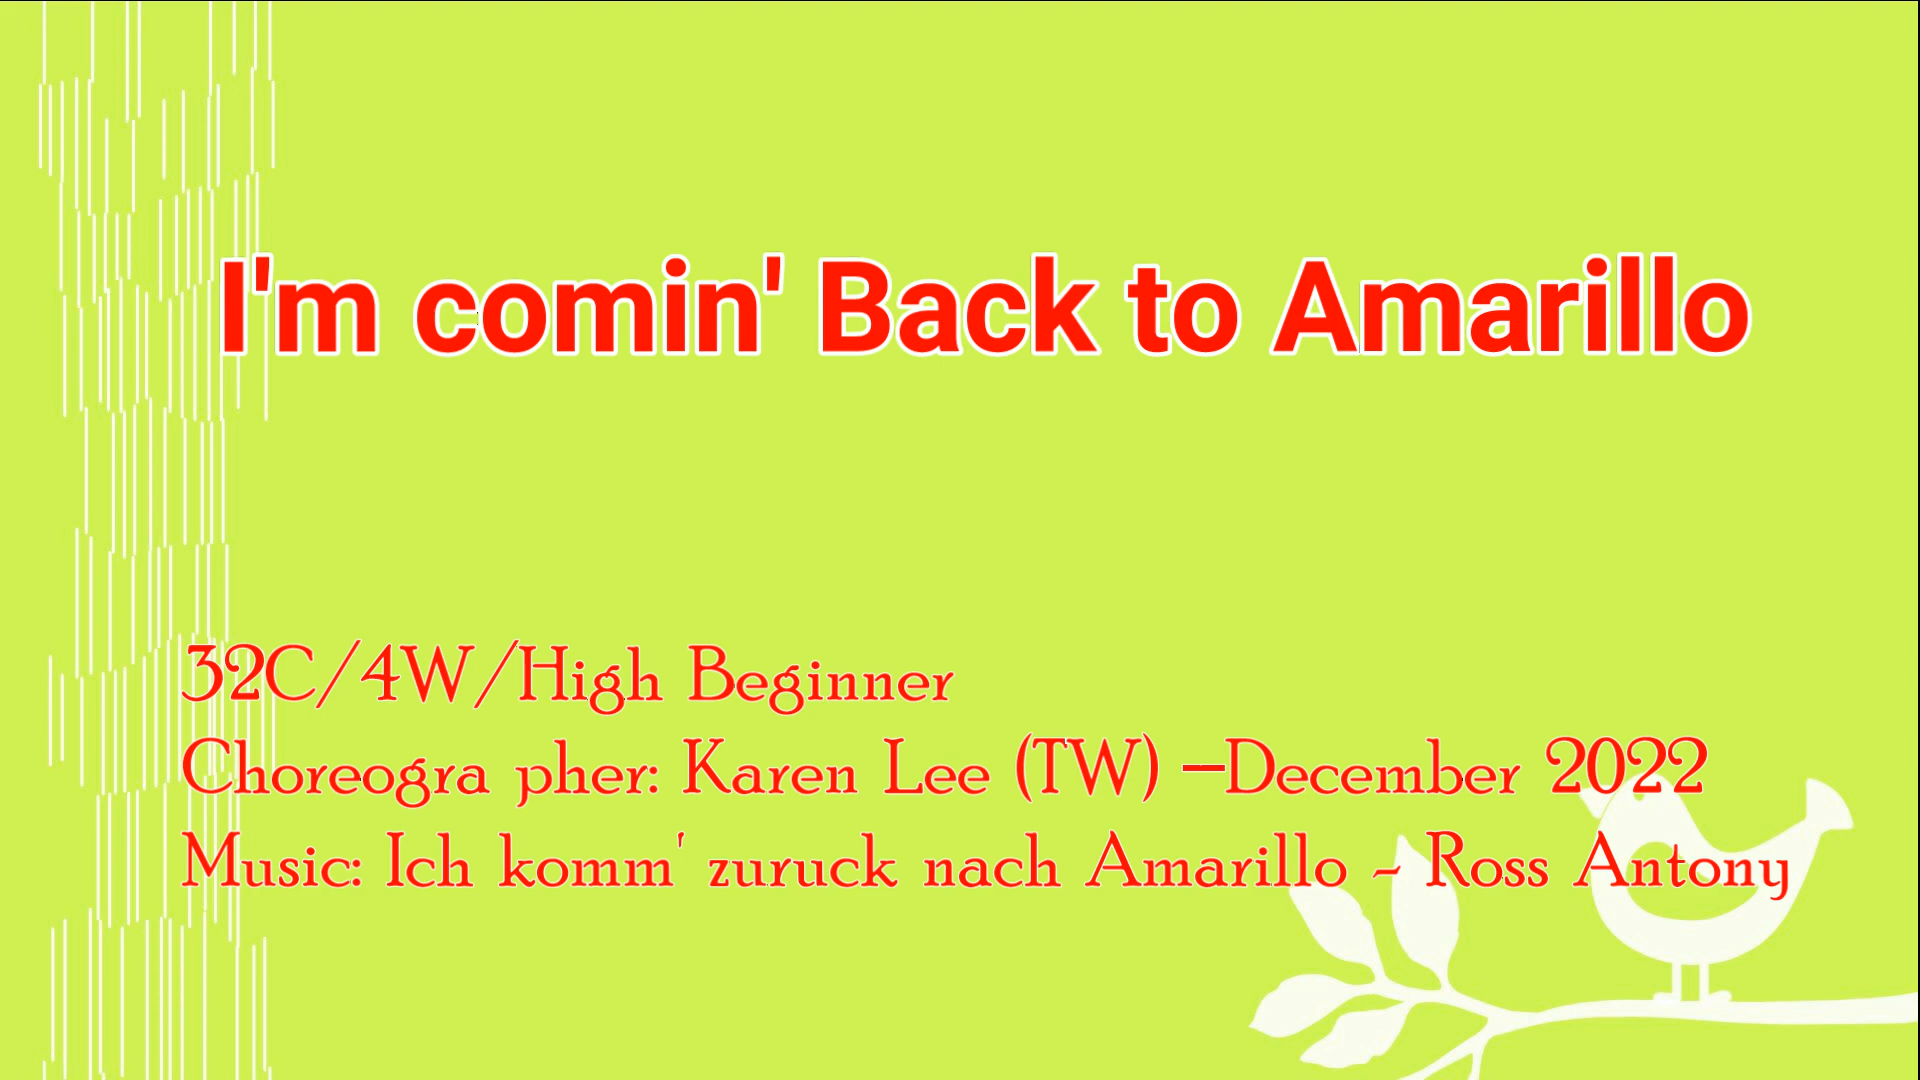 I'm comin' Back to Amarillo
32C/4W/High Beginner
Choreogra pher: Karen Lee (TW) —December 2022
Music: Ich komm' zuruck nach Amarillo - Ross Antony